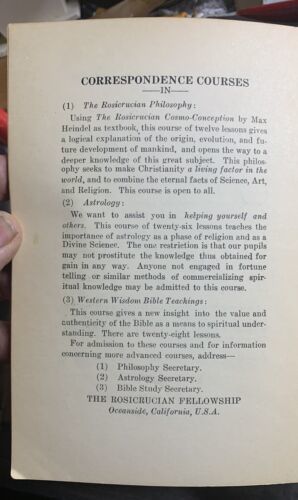 CORRESPONDENCE COURSES
—IN—
(1) The Rosicrucian Philosophy:
Using The Rosicrucian Cosmo-Conception by Max
Heindel as textbook, this course of twelve lessons gives
a logical explanation of the origin, evolution, and fu-
ture development of mankind, and opens the way to a
deeper knowledge of this great subject. This philos-
ophy seeks to make Christianity a living factor in the
world, and to combine the eternal facts of Science, Art,
and Religion. This course is open to all.
(2) Astrology:
We want to assist you in helping yourself and
others. This course of twenty-six lessons teaches the
importance of astrology as a phase of religion and as a
Divine Science. The one restriction is that our pupils
may not prostitute the knowledge thus obtained for
gain in any way. Anyone not engaged in fortune
telling or similar methods of commercializing spir-
itual knowledge may be admitted to this course.
(3) Western Wisdom Bible Teachings:
This course gives a new insight into the value and
authenticity of the Bible as a means to spiritual under-
standing. There are twenty-eight lessons.
For admission to these courses and for information
concerning more advanced courses, address—
(1) Philosophy Secretary.
(2) Astrology Secretary.
(3) Bible Study Secretary.
THE ROSICRUCIAN FELLOWSHIP
Oceanside, California, U.S.A.